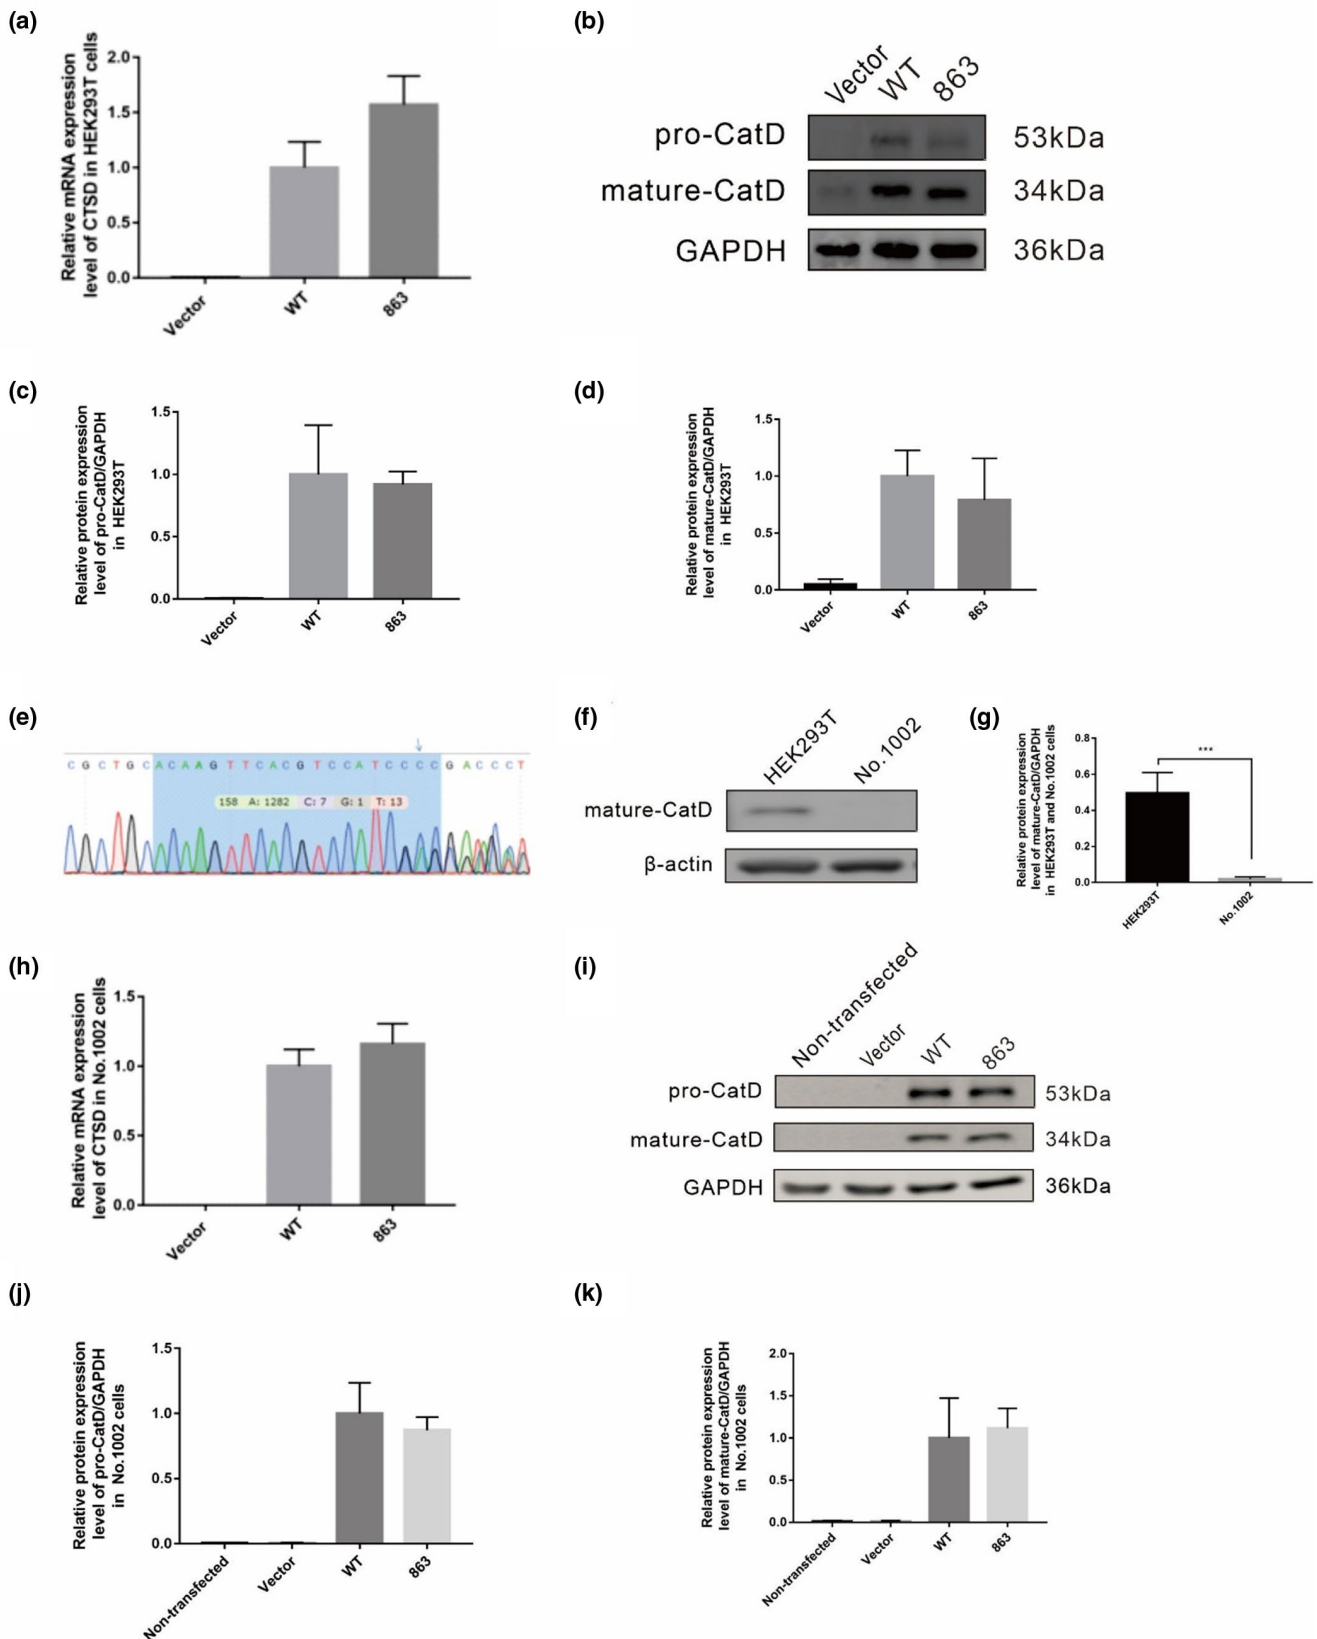 (a)
Relative mRNA expression
level of CTSD in HEK293T cells
2.0
1.5
1.0
0.5
0.0
Vector
WT
863
(b)
Vector
WT
863
pro-CatD
53kDa
mature-CatD
34kDa
GAPDH
36kDa
(c)
Relative protein expression
level of pro-CatD/GAPDH
in HEK293T
1.5
1.0
0.5
0.0
Vector
WT
863
(d)
Relative protein expression
level of mature-CatD/GAPDH
in HEK293T
1.5
1.0
0.5
0.0
Vector
WT
863
(e)
C G C T G C A C A A G T T C A C G T C C A T C C C C G A C C C T
158 A: 1282 C: 7 G: 1 T: 13
(f)
HEK293T
No.1002
mature-CatD
β-actin
(g)
Relative protein expression
level of mature-CatD/GAPDH
in HEK293T and No.1002 cells
0.8
0.6
0.4
0.2
0.0
***
HEK293T
No.1002
(h)
Relative mRNA expression
level of CTSD in No.1002 cells
1.5
1.0
0.5
0.0
Vector
WT
863
(i)
Non-transfected
Vector
WT
863
pro-CatD
53kDa
mature-CatD
34kDa
GAPDH
36kDa
(j)
Relative protein expression
level of pro-CatD/GAPDH
in No.1002 cells
1.5
1.0
0.5
0.0
Non-transfected
Vector
WT
863
(k)
Relative protein expression
level of mature-CatD/GAPDH
in No.1002 cells
2.0
1.5
1.0
0.5
0.0
Non-transfected
Vector
WT
863